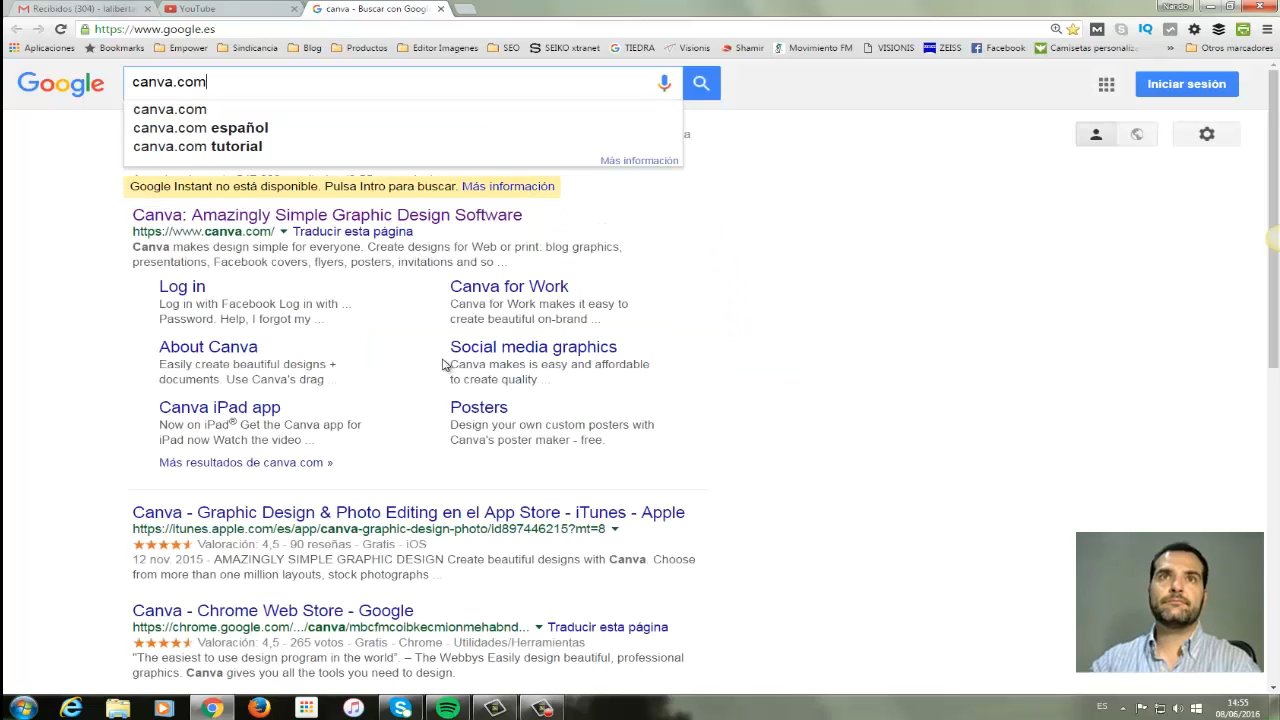 Recibidos (304) - laliberta
YouTube
canva - Buscar con Google
Nando
https://www.google.es
Aplicaciones
Bookmarks
Empower
Sindicancia
Blog
Productos
Editor Imagenes
SEO
SEIKO xtranet
TIEDRA
Visions
Shamir
Movimiento FM
VISIONIS
ZEISS
Facebook
Camisetas personaliz
Otros marcadores
Google
canva.com
Iniciar sesión
canva.com
canva.com español
canva.com tutorial
Más información
Google Instant no está disponible. Pulsa Intro para buscar. Más información
Canva: Amazingly Simple Graphic Design Software
https://www.canva.com/ Traducir esta página
Canva makes design simple for everyone. Create designs for Web or print: blog graphics,
presentations, Facebook covers, flyers, posters, invitations and so ...
Log in
Log in with Facebook Log in with ...
Password. Help, I forgot my ...
Canva for Work
Canva for Work makes it easy to
create beautiful on-brand ...
About Canva
Easily create beautiful designs +
documents. Use Canva's drag ...
Social media graphics
Canva makes is easy and affordable
to create quality ...
Canva iPad app
Now on iPad® Get the Canva app for
iPad now Watch the video ...
Posters
Design your own custom posters with
Canva's poster maker - free.
Más resultados de canva.com »
Canva - Graphic Design & Photo Editing en el App Store - iTunes - Apple
https://itunes.apple.com/es/app/canva-graphic-design-photo/id897446215?mt=8
Valoración: 4,5 - 90 reseñas - Gratis - iOS
12 nov. 2015 - AMAZINGLY SIMPLE GRAPHIC DESIGN Create beautiful designs with Canva. Choose
from more than one million layouts, stock photographs ...
Canva - Chrome Web Store - Google
https://chrome.google.com/.../canva/mbcfmcolbkecmionmehabnd... Traducir esta página
Valoración: 4,5 - 265 votos - Gratis - Chrome - Utilidades/Herramientas
"The easiest to use design program in the world". – The Webbys Easily design beautiful, professional
graphics. Canva gives you all the tools you need to design.
ES
14:55
08/06/2016